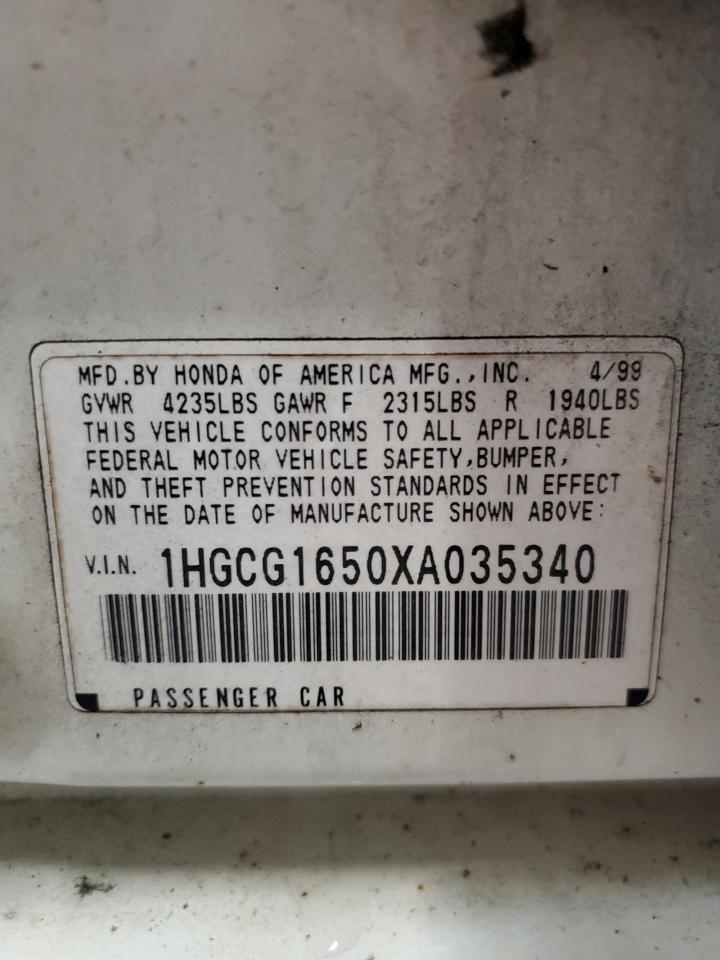 MFD.BY HONDA OF AMERICA MFG.,INC. 4/99
GVWR 4235LBS GAWR F 2315LBS R 1940LBS
THIS VEHICLE CONFORMS TO ALL APPLICABLE
FEDERAL MOTOR VEHICLE SAFETY,BUMPER,
AND THEFT PREVENTION STANDARDS IN EFFECT
ON THE DATE OF MANUFACTURE SHOWN ABOVE:
V.I.N. 1HGCG1650XA035340
PASSENGER CAR